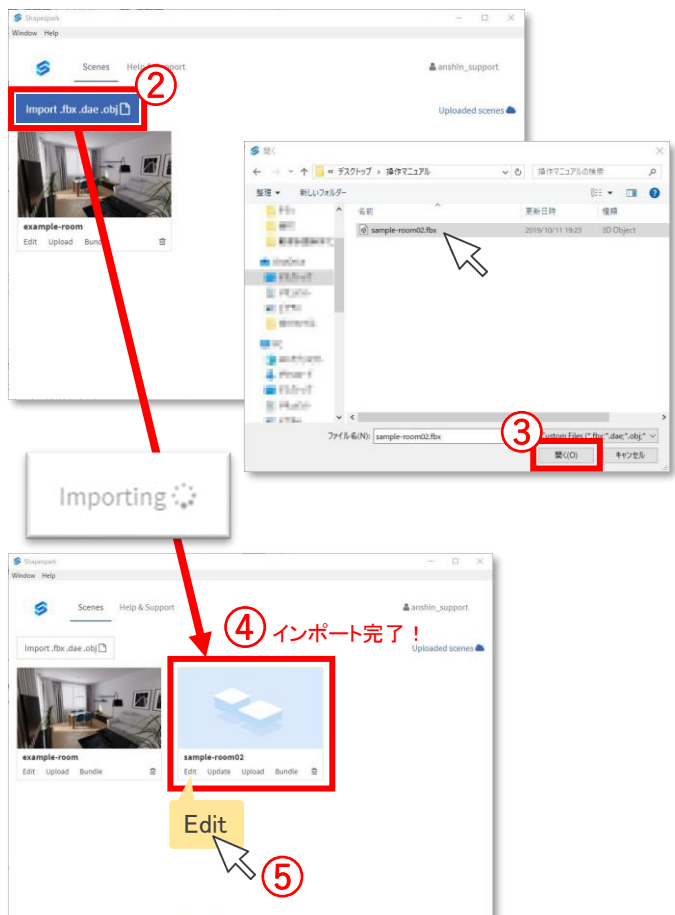 Shapespark
Window Help
Scenes Help & Support
anshin_support
②
Import .fbx .dae .obj
Uploaded scenes
example-room
Edit Upload Bundle
開く
« デスクトップ › 操作マニュアル
操作マニュアルの検索
整理 新しいフォルダー
名前 更新日時 種類
sample-room02.fbx 2019/10/11 19:23 3D Object
ファイル名(N): sample-room02.fbx
Custom Files (*.fbx;*.dae;*.obj;*
③
開く(O) キャンセル
Importing
Shapespark
Window Help
Scenes Help & Support
anshin_support
④ インポート完了！
Import .fbx .dae .obj
Uploaded scenes
example-room
Edit Upload Bundle
sample-room02
Edit Update Upload Bundle
Edit
⑤